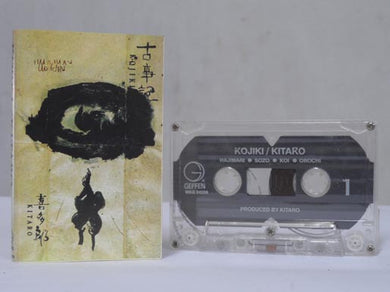 古事記
KOJIKI
喜多郎
KITARO
KOJIKI/KITARO
HAJIMARI ● SOZO ● KOI ● OROCHI
G
GEFFEN
1
PRODUCED BY KITARO